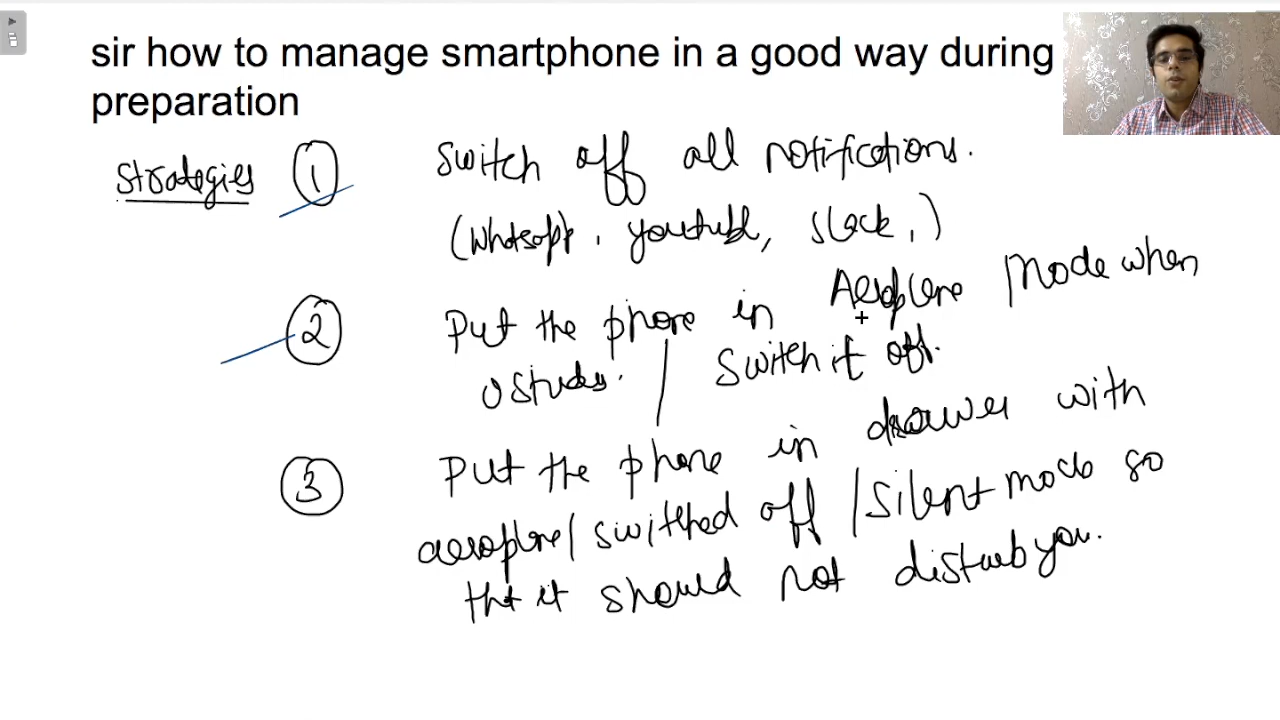 sir how to manage smartphone in a good way during
preparation
Strategies 1 Switch off all notifications.
(Whatsapp, youtube, slack, )
2 Put the phone in Aeroplane Mode when
study. / Switch it off.
3 Put the phone in drawer with
aeroplane/ switched off / silent mode so
tht it should not disturb you.